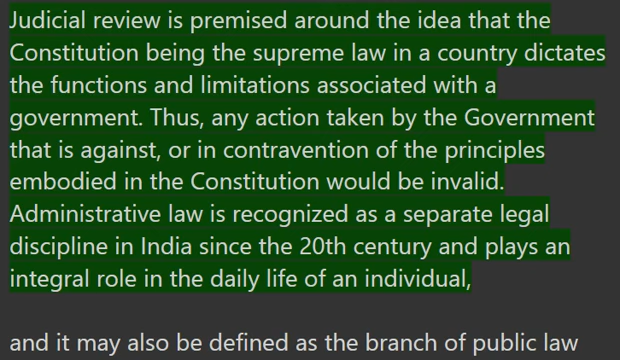 Judicial review is premised around the idea that the
Constitution being the supreme law in a country dictates
the functions and limitations associated with a
government. Thus, any action taken by the Government
that is against, or in contravention of the principles
embodied in the Constitution would be invalid.
Administrative law is recognized as a separate legal
discipline in India since the 20th century and plays an
integral role in the daily life of an individual,
and it may also be defined as the branch of public law